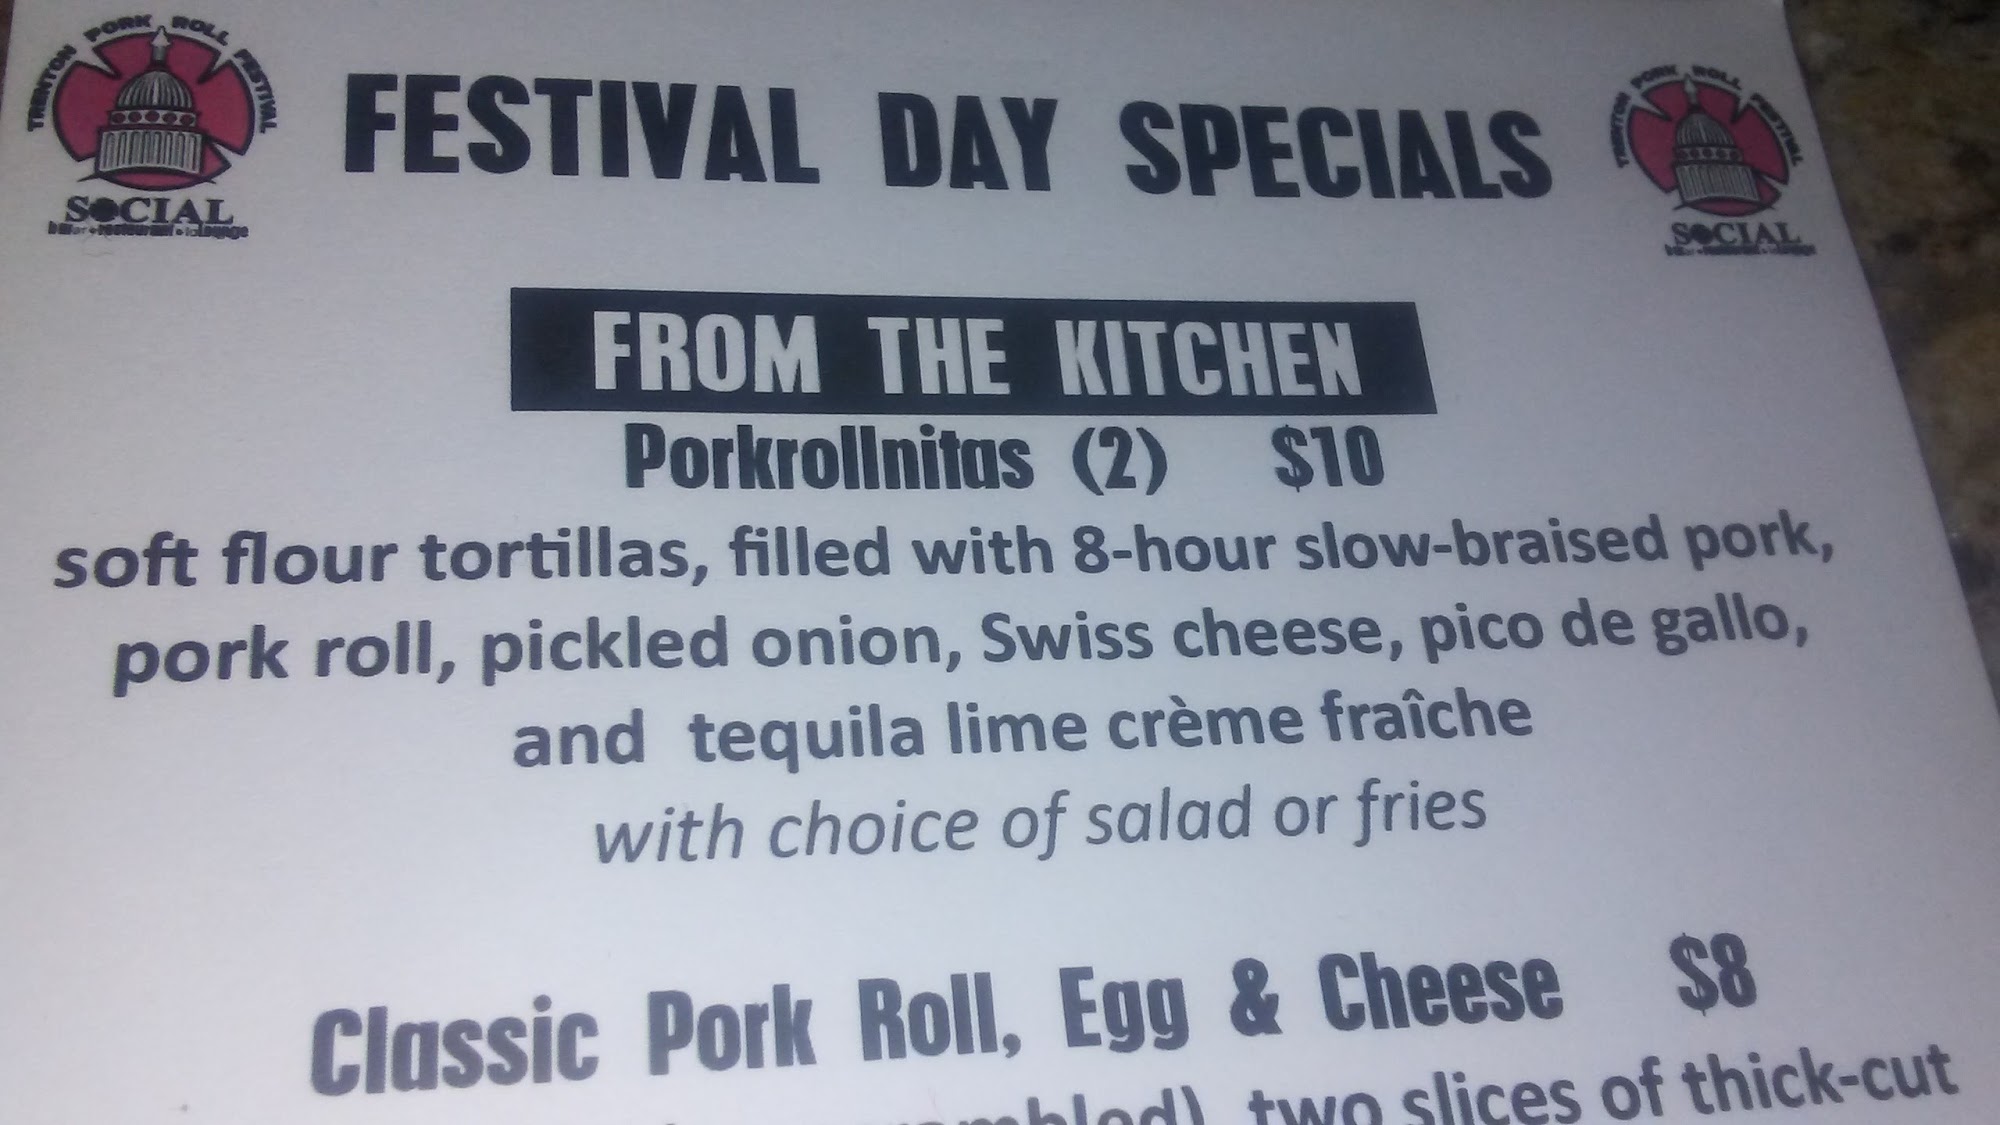 TRENTON PORK ROLL FESTIVAL
SOCIAL
bar • restaurant • lounge
FESTIVAL DAY SPECIALS
TRENTON PORK ROLL FESTIVAL
SOCIAL
FROM THE KITCHEN
Porkrollnitas (2) $10
soft flour tortillas, filled with 8-hour slow-braised pork,
pork roll, pickled onion, Swiss cheese, pico de gallo,
and tequila lime crème fraîche
with choice of salad or fries
Classic Pork Roll, Egg & Cheese $8
two slices of thick-cut